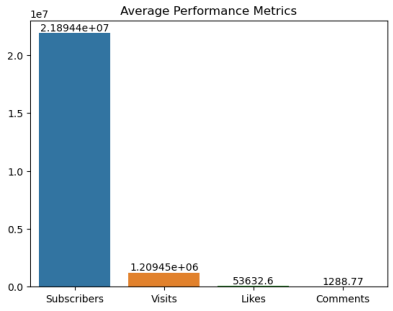 Average Performance Metrics
1e7
2.18944e+07
2.0
1.5
1.0
0.5
0.0
1.20945e+06
53632.6
1288.77
Subscribers Visits Likes Comments